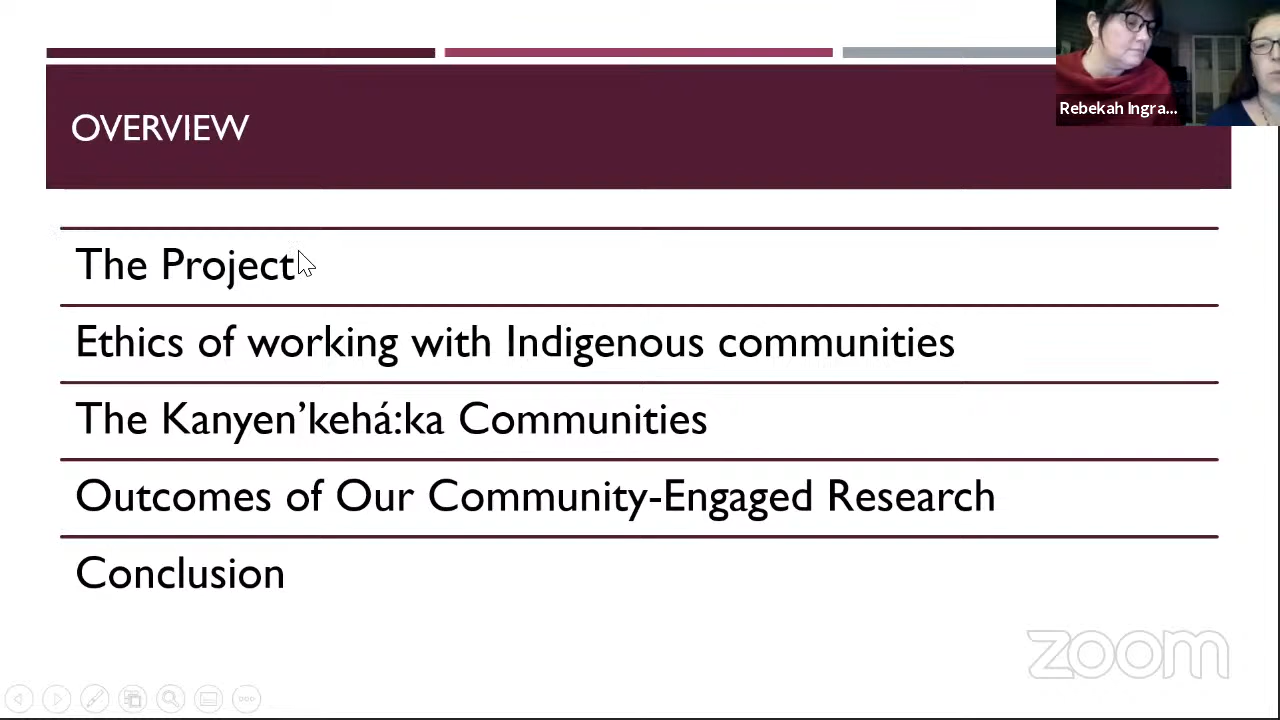 OVERVIEW
Rebekah Ingra...
The Project
Ethics of working with Indigenous communities
The Kanyen’kehá:ka Communities
Outcomes of Our Community-Engaged Research
Conclusion
zoom